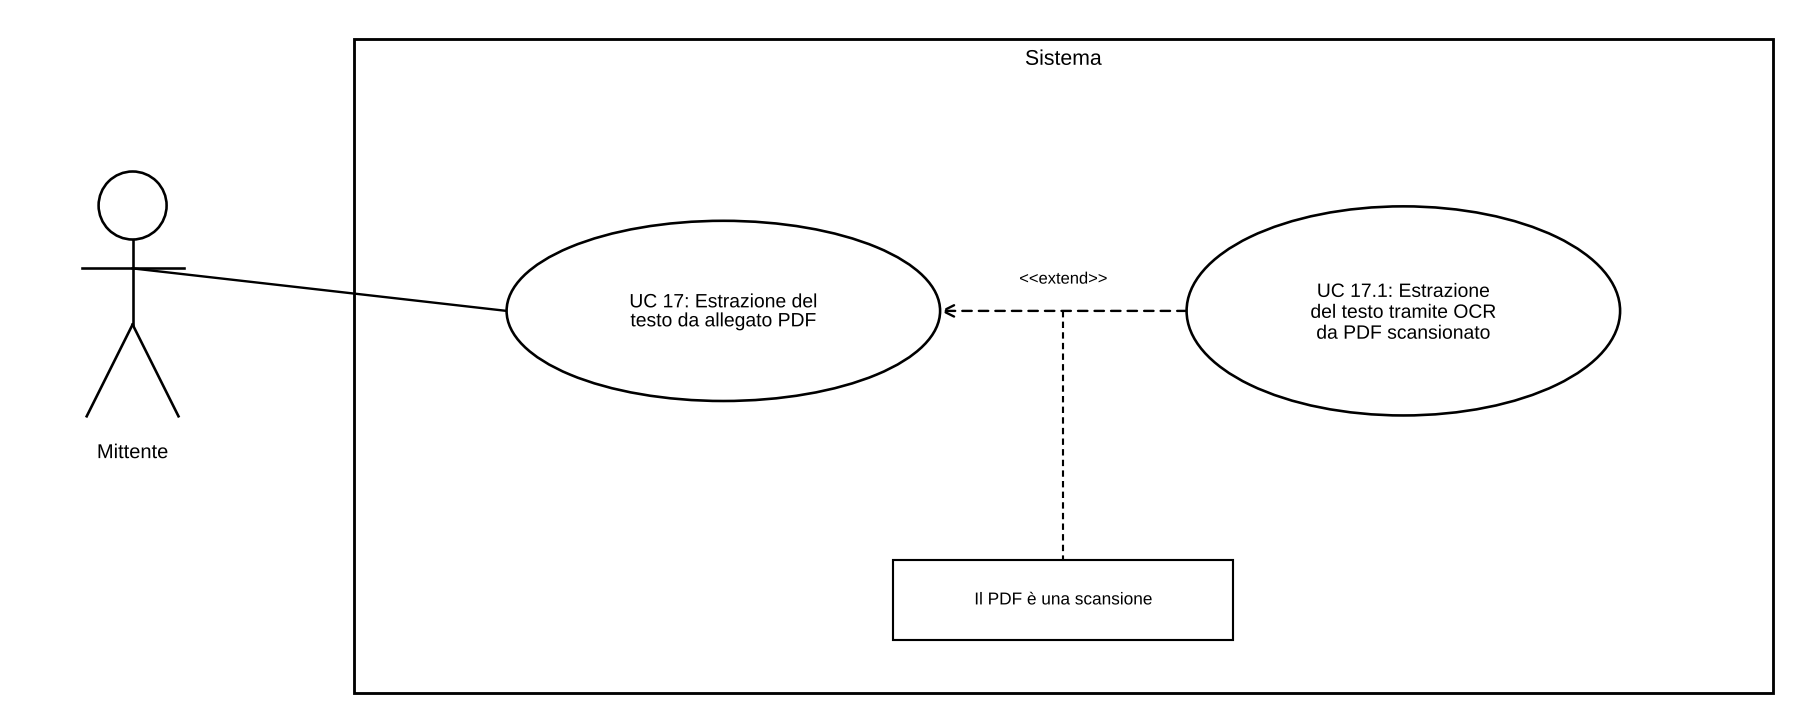 Sistema
<<extend>>
UC 17: Estrazione del
testo da allegato PDF
UC 17.1: Estrazione
del testo tramite OCR
da PDF scansionato
Mittente
Il PDF è una scansione